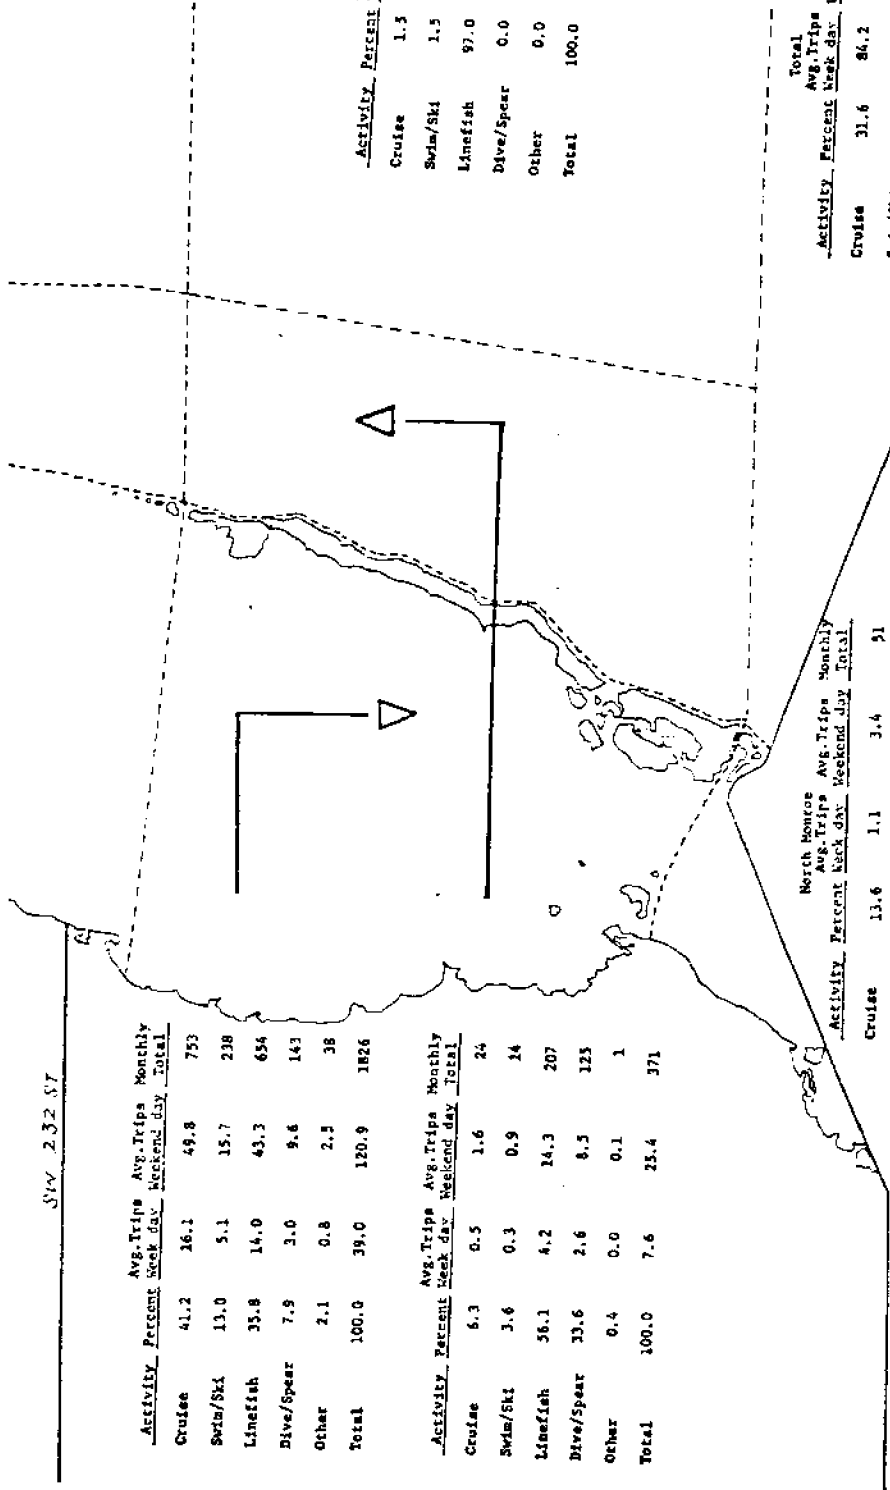 SW 232 ST
Avg.Trips Avg.Trips Monthly
Activity Percent Week day Weekend day Total
Cruise 41.2 16.1 49.8 753
Swim/Ski 13.0 5.1 15.7 238
Linefish 35.8 14.0 43.3 654
Dive/Spear 7.9 3.0 9.6 143
Other 2.1 0.8 2.5 38
Total 100.0 39.0 120.9 1826
Avg.Trips Avg.Trips Monthly
Activity Percent Week day Weekend day Total
Cruise 6.3 0.5 1.6 24
Swim/Ski 3.6 0.3 0.9 14
Linefish 56.1 4.2 14.3 207
Dive/Spear 33.6 2.6 8.5 125
Other 0.4 0.0 0.1 1
Total 100.0 7.6 25.4 371
North Monroe
Avg.Trips Avg.Trips Monthly
Activity Percent Week day Weekend day Total
Cruise 13.6 1.1 3.4 51
Activity Percent
Cruise 1.5
Swim/Ski 1.5
Linefish 97.0
Dive/Spear 0.0
Other 0.0
Total 100.0
Total
Avg.Trips
Activity Percent Week day
Cruise 31.6 84.2